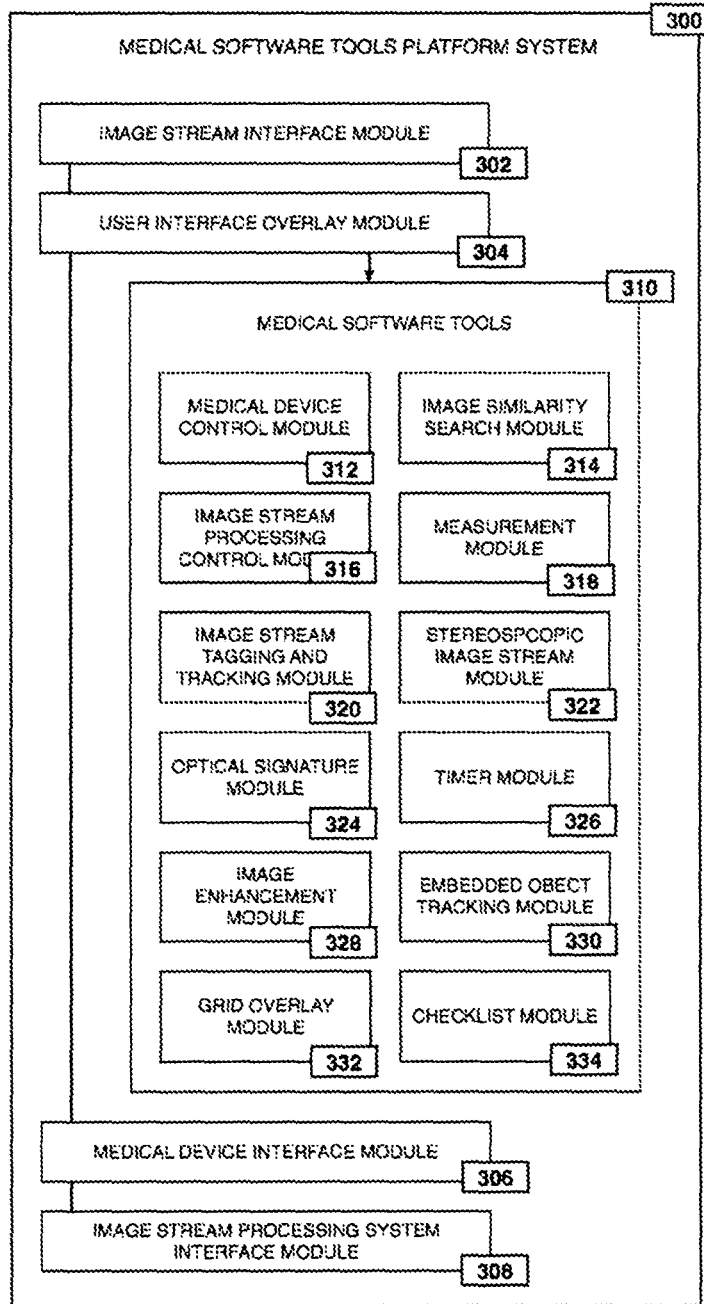 300
MEDICAL SOFTWARE TOOLS PLATFORM SYSTEM
IMAGE STREAM INTERFACE MODULE
302
USER INTERFACE OVERLAY MODULE
304
310
MEDICAL SOFTWARE TOOLS
MEDICAL DEVICE
CONTROL MODULE
312
IMAGE SIMILARITY
SEARCH MODULE
314
IMAGE STREAM
PROCESSING
CONTROL MOD
316
MEASUREMENT
MODULE
318
IMAGE STREAM
TAGGING AND
TRACKING MODULE
320
STEREOSPCOPIC
IMAGE STREAM
MODULE
322
OPTICAL SIGNATURE
MODULE
324
TIMER MODULE
326
IMAGE
ENHANCEMENT
MODULE
328
EMBEDDED OBECT
TRACKING MODULE
330
GRID OVERLAY
MODULE
332
CHECKLIST MODULE
334
MEDICAL DEVICE INTERFACE MODULE
306
IMAGE STREAM PROCESSING SYSTEM
INTERFACE MODULE
308